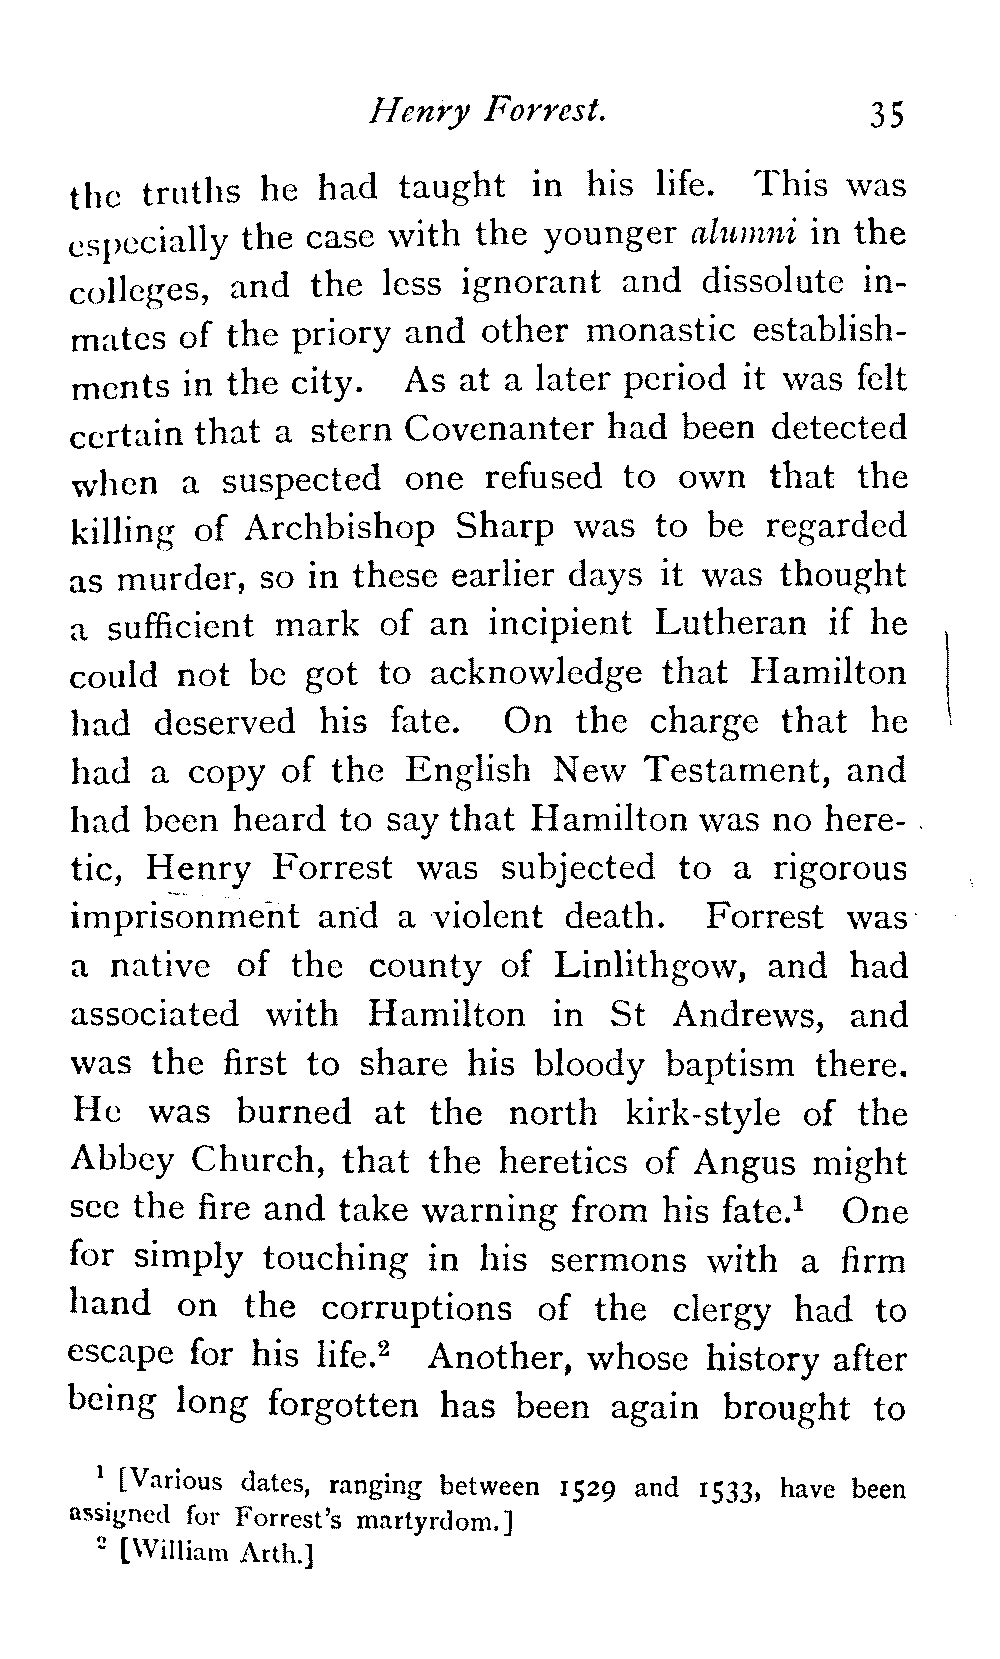 Henry Forrest. 35
the truths he had taught in his life. This was
especially the case with the younger alumni in the
colleges, and the less ignorant and dissolute in-
mates of the priory and other monastic establish-
ments in the city. As at a later period it was felt
certain that a stern Covenanter had been detected
when a suspected one refused to own that the
killing of Archbishop Sharp was to be regarded
as murder, so in these earlier days it was thought
a sufficient mark of an incipient Lutheran if he
could not be got to acknowledge that Hamilton
had deserved his fate. On the charge that he
had a copy of the English New Testament, and
had been heard to say that Hamilton was no here-
tic, Henry Forrest was subjected to a rigorous
imprisonment and a violent death. Forrest was
a native of the county of Linlithgow, and had
associated with Hamilton in St Andrews, and
was the first to share his bloody baptism there.
He was burned at the north kirk-style of the
Abbey Church, that the heretics of Angus might
see the fire and take warning from his fate.¹ One
for simply touching in his sermons with a firm
hand on the corruptions of the clergy had to
escape for his life.² Another, whose history after
being long forgotten has been again brought to
¹ [Various dates, ranging between 1529 and 1533, have been
assigned for Forrest's martyrdom.]
² [William Arth.]